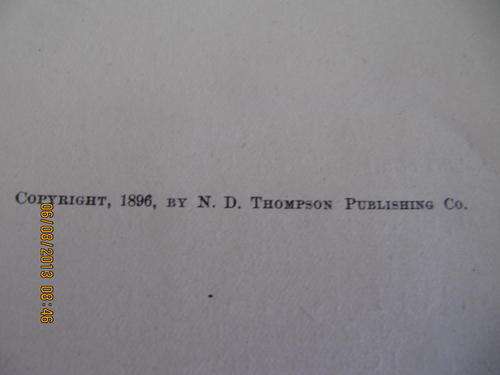 Copyright, 1896, by N. D. Thompson Publishing Co.
06/08/2013 08:46